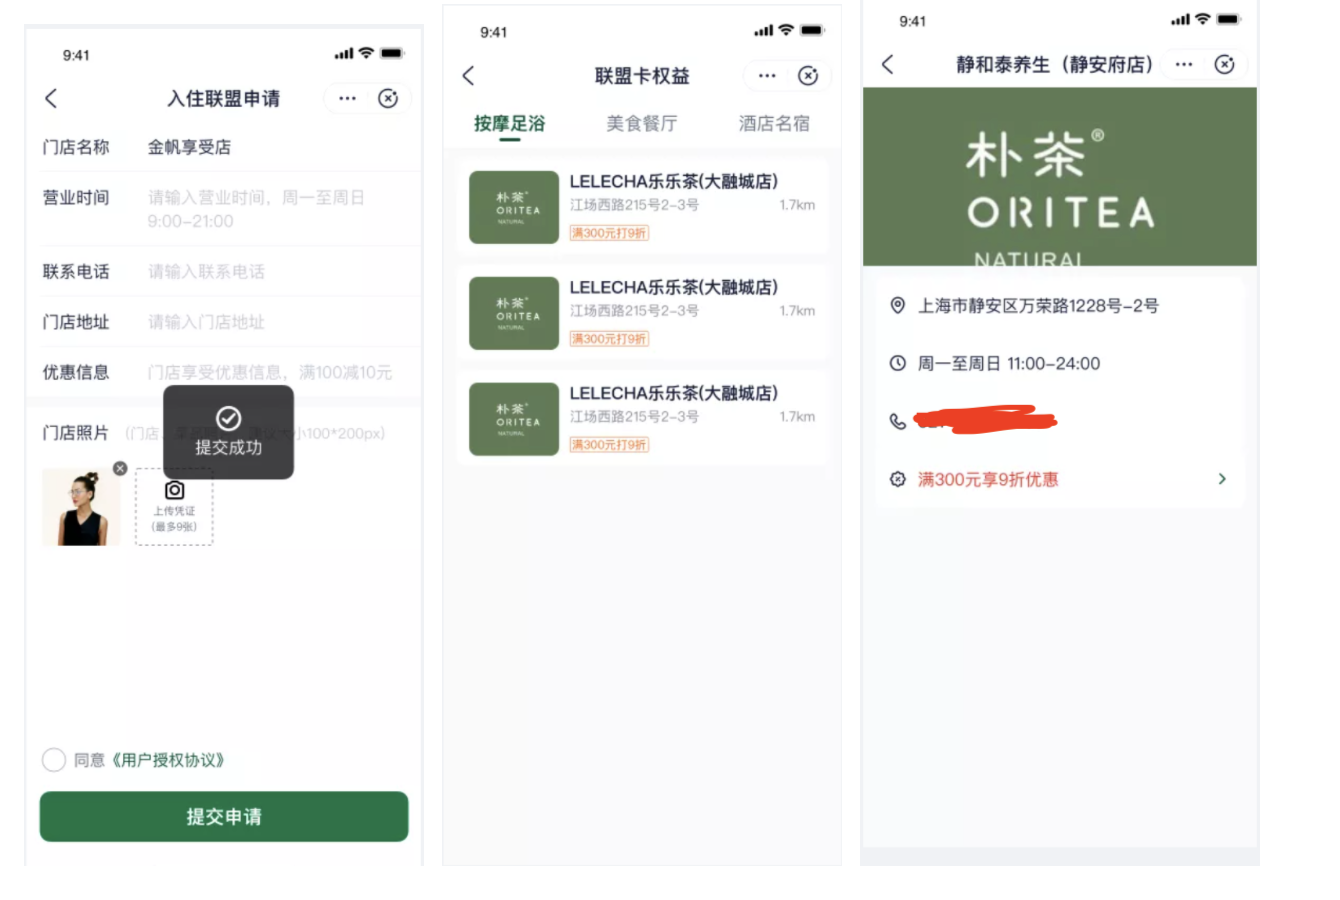 9:41
入住联盟申请
门店名称 金帆享受店
营业时间 请输入营业时间，周一至周日
9:00-21:00
联系电话 请输入联系电话
门店地址 请输入门店地址
优惠信息 门店享受优惠信息，满100减10元
提交成功
门店照片 (门店、小100*200px)
上传凭证
(最多9张)
同意《用户授权协议》
提交申请
9:41
联盟卡权益
按摩足浴 美食餐厅 酒店名宿
朴茶
ORITEA
NATURAL
LELECHA乐乐茶(大融城店)
江场西路215号2-3号 1.7km
满300元打9折
朴茶
ORITEA
NATURAL
LELECHA乐乐茶(大融城店)
江场西路215号2-3号 1.7km
满300元打9折
朴茶
ORITEA
NATURAL
LELECHA乐乐茶(大融城店)
江场西路215号2-3号 1.7km
满300元打9折
9:41
静和泰养生（静安府店）
朴茶®
ORITEA
NATURAL
上海市静安区万荣路1228号-2号
周一至周日 11:00-24:00
满300元享9折优惠